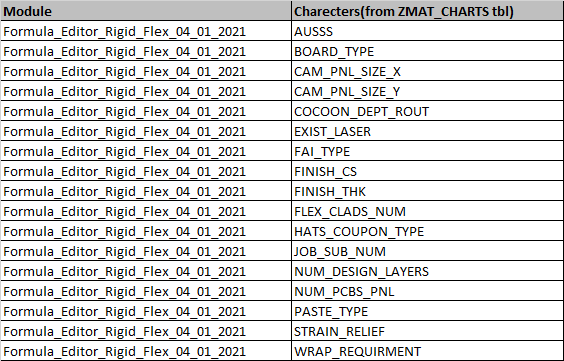 Module Charecters(from ZMAT_CHARTS tbl)
Formula_Editor_Rigid_Flex_04_01_2021 AUSSS
Formula_Editor_Rigid_Flex_04_01_2021 BOARD_TYPE
Formula_Editor_Rigid_Flex_04_01_2021 CAM_PNL_SIZE_X
Formula_Editor_Rigid_Flex_04_01_2021 CAM_PNL_SIZE_Y
Formula_Editor_Rigid_Flex_04_01_2021 COCOON_DEPT_ROUT
Formula_Editor_Rigid_Flex_04_01_2021 EXIST_LASER
Formula_Editor_Rigid_Flex_04_01_2021 FAI_TYPE
Formula_Editor_Rigid_Flex_04_01_2021 FINISH_CS
Formula_Editor_Rigid_Flex_04_01_2021 FINISH_THK
Formula_Editor_Rigid_Flex_04_01_2021 FLEX_CLADS_NUM
Formula_Editor_Rigid_Flex_04_01_2021 HATS_COUPON_TYPE
Formula_Editor_Rigid_Flex_04_01_2021 JOB_SUB_NUM
Formula_Editor_Rigid_Flex_04_01_2021 NUM_DESIGN_LAYERS
Formula_Editor_Rigid_Flex_04_01_2021 NUM_PCBS_PNL
Formula_Editor_Rigid_Flex_04_01_2021 PASTE_TYPE
Formula_Editor_Rigid_Flex_04_01_2021 STRAIN_RELIEF
Formula_Editor_Rigid_Flex_04_01_2021 WRAP_REQUIRMENT